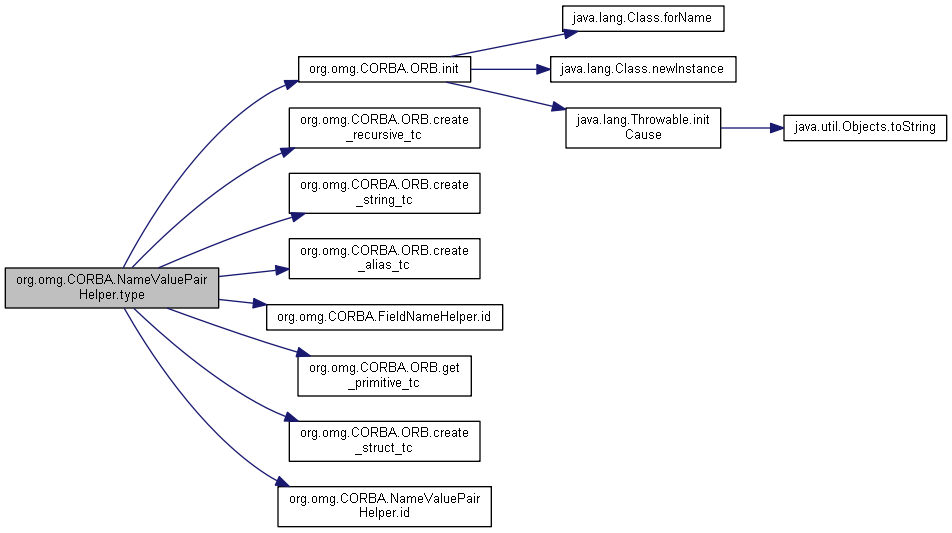 java.lang.Class.forName
org.omg.CORBA.ORB.init
java.lang.Class.newInstance
org.omg.CORBA.ORB.create
_recursive_tc
java.lang.Throwable.init
Cause
java.util.Objects.toString
org.omg.CORBA.ORB.create
_string_tc
org.omg.CORBA.ORB.create
_alias_tc
org.omg.CORBA.NameValuePair
Helper.type
org.omg.CORBA.FieldNameHelper.id
org.omg.CORBA.ORB.get
_primitive_tc
org.omg.CORBA.ORB.create
_struct_tc
org.omg.CORBA.NameValuePair
Helper.id